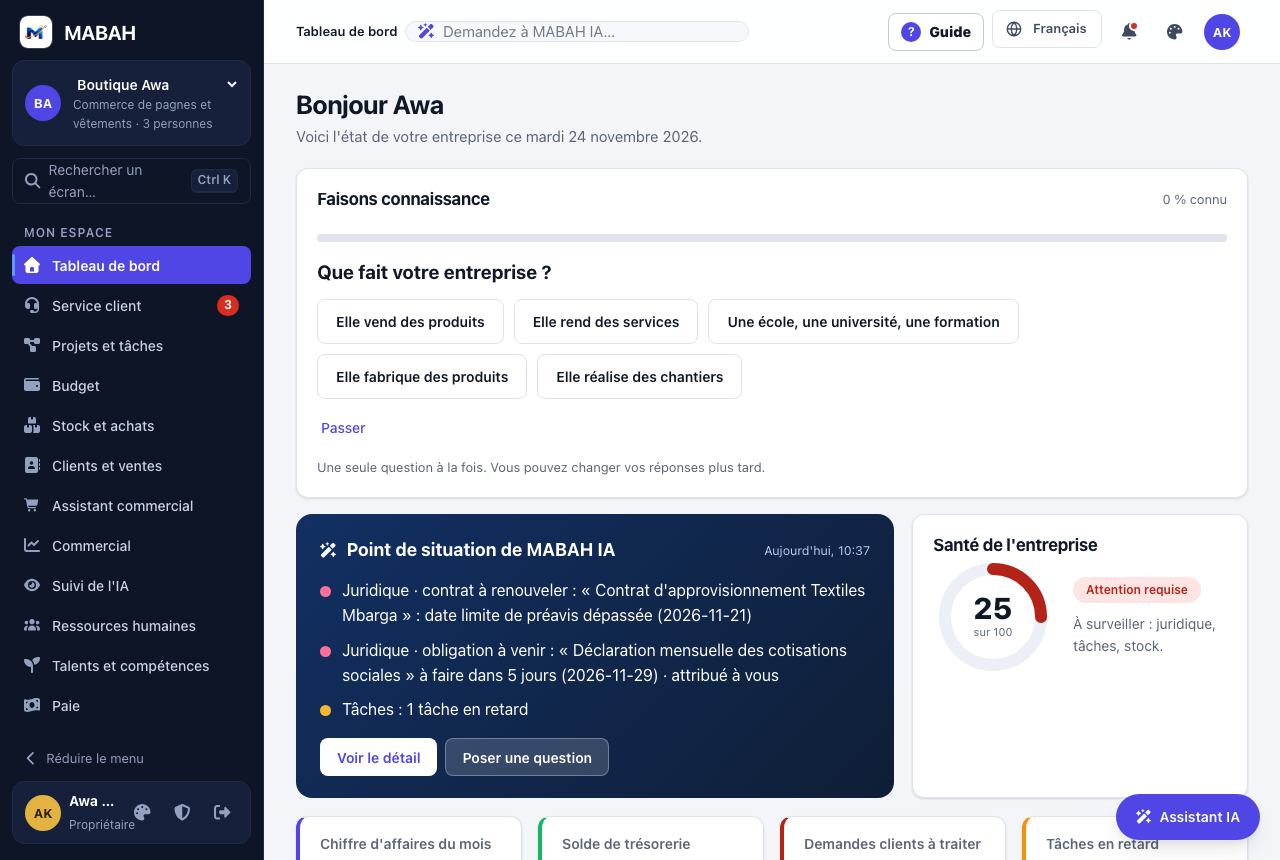 MABAH
BA
Boutique Awa
Commerce de pagnes et
vêtements · 3 personnes
Rechercher un
écran...
Ctrl K
MON ESPACE
Tableau de bord
Service client
3
Projets et tâches
Budget
Stock et achats
Clients et ventes
Assistant commercial
Commercial
Suivi de l'IA
Ressources humaines
Talents et compétences
Paie
Réduire le menu
AK
Awa ...
Propriétaire
Tableau de bord
Demandez à MABAH IA...
?
Guide
Français
AK
Bonjour Awa
Voici l'état de votre entreprise ce mardi 24 novembre 2026.
Faisons connaissance
0 % connu
Que fait votre entreprise ?
Elle vend des produits
Elle rend des services
Une école, une université, une formation
Elle fabrique des produits
Elle réalise des chantiers
Passer
Une seule question à la fois. Vous pouvez changer vos réponses plus tard.
Point de situation de MABAH IA
Aujourd'hui, 10:37
Juridique · contrat à renouveler : « Contrat d'approvisionnement Textiles
Mbarga » : date limite de préavis dépassée (2026-11-21)
Juridique · obligation à venir : « Déclaration mensuelle des cotisations
sociales » à faire dans 5 jours (2026-11-29) · attribué à vous
Tâches : 1 tâche en retard
Voir le détail
Poser une question
Santé de l'entreprise
25
sur 100
Attention requise
À surveiller : juridique,
tâches, stock.
Assistant IA
Chiffre d'affaires du mois
Solde de trésorerie
Demandes clients à traiter
Tâches en retard